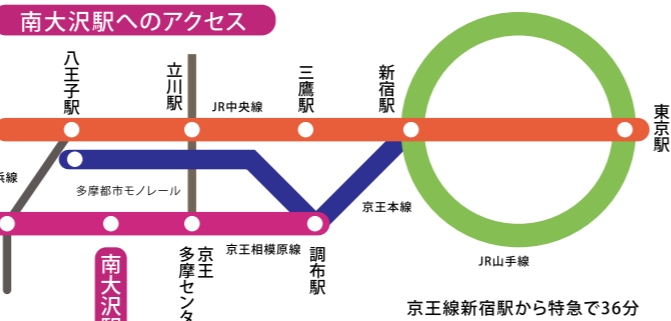 南大沢駅へのアクセス
八王子駅
立川駅
三鷹駅
新宿駅
JR中央線
東京駅
浜線
多摩都市モノレール
京王本線
京王相模原線
南大沢駅
京王
多摩センタ
調布駅
JR山手線
京王線新宿駅から特急で36分